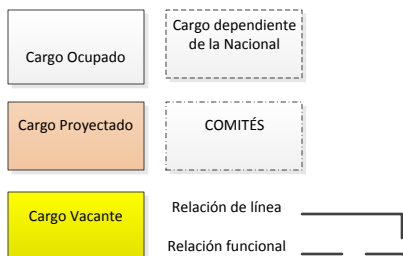 Cargo Ocupado
Cargo dependiente
de la Nacional
Cargo Proyectado
COMITÉS
Cargo Vacante
Relación de línea
Relación funcional